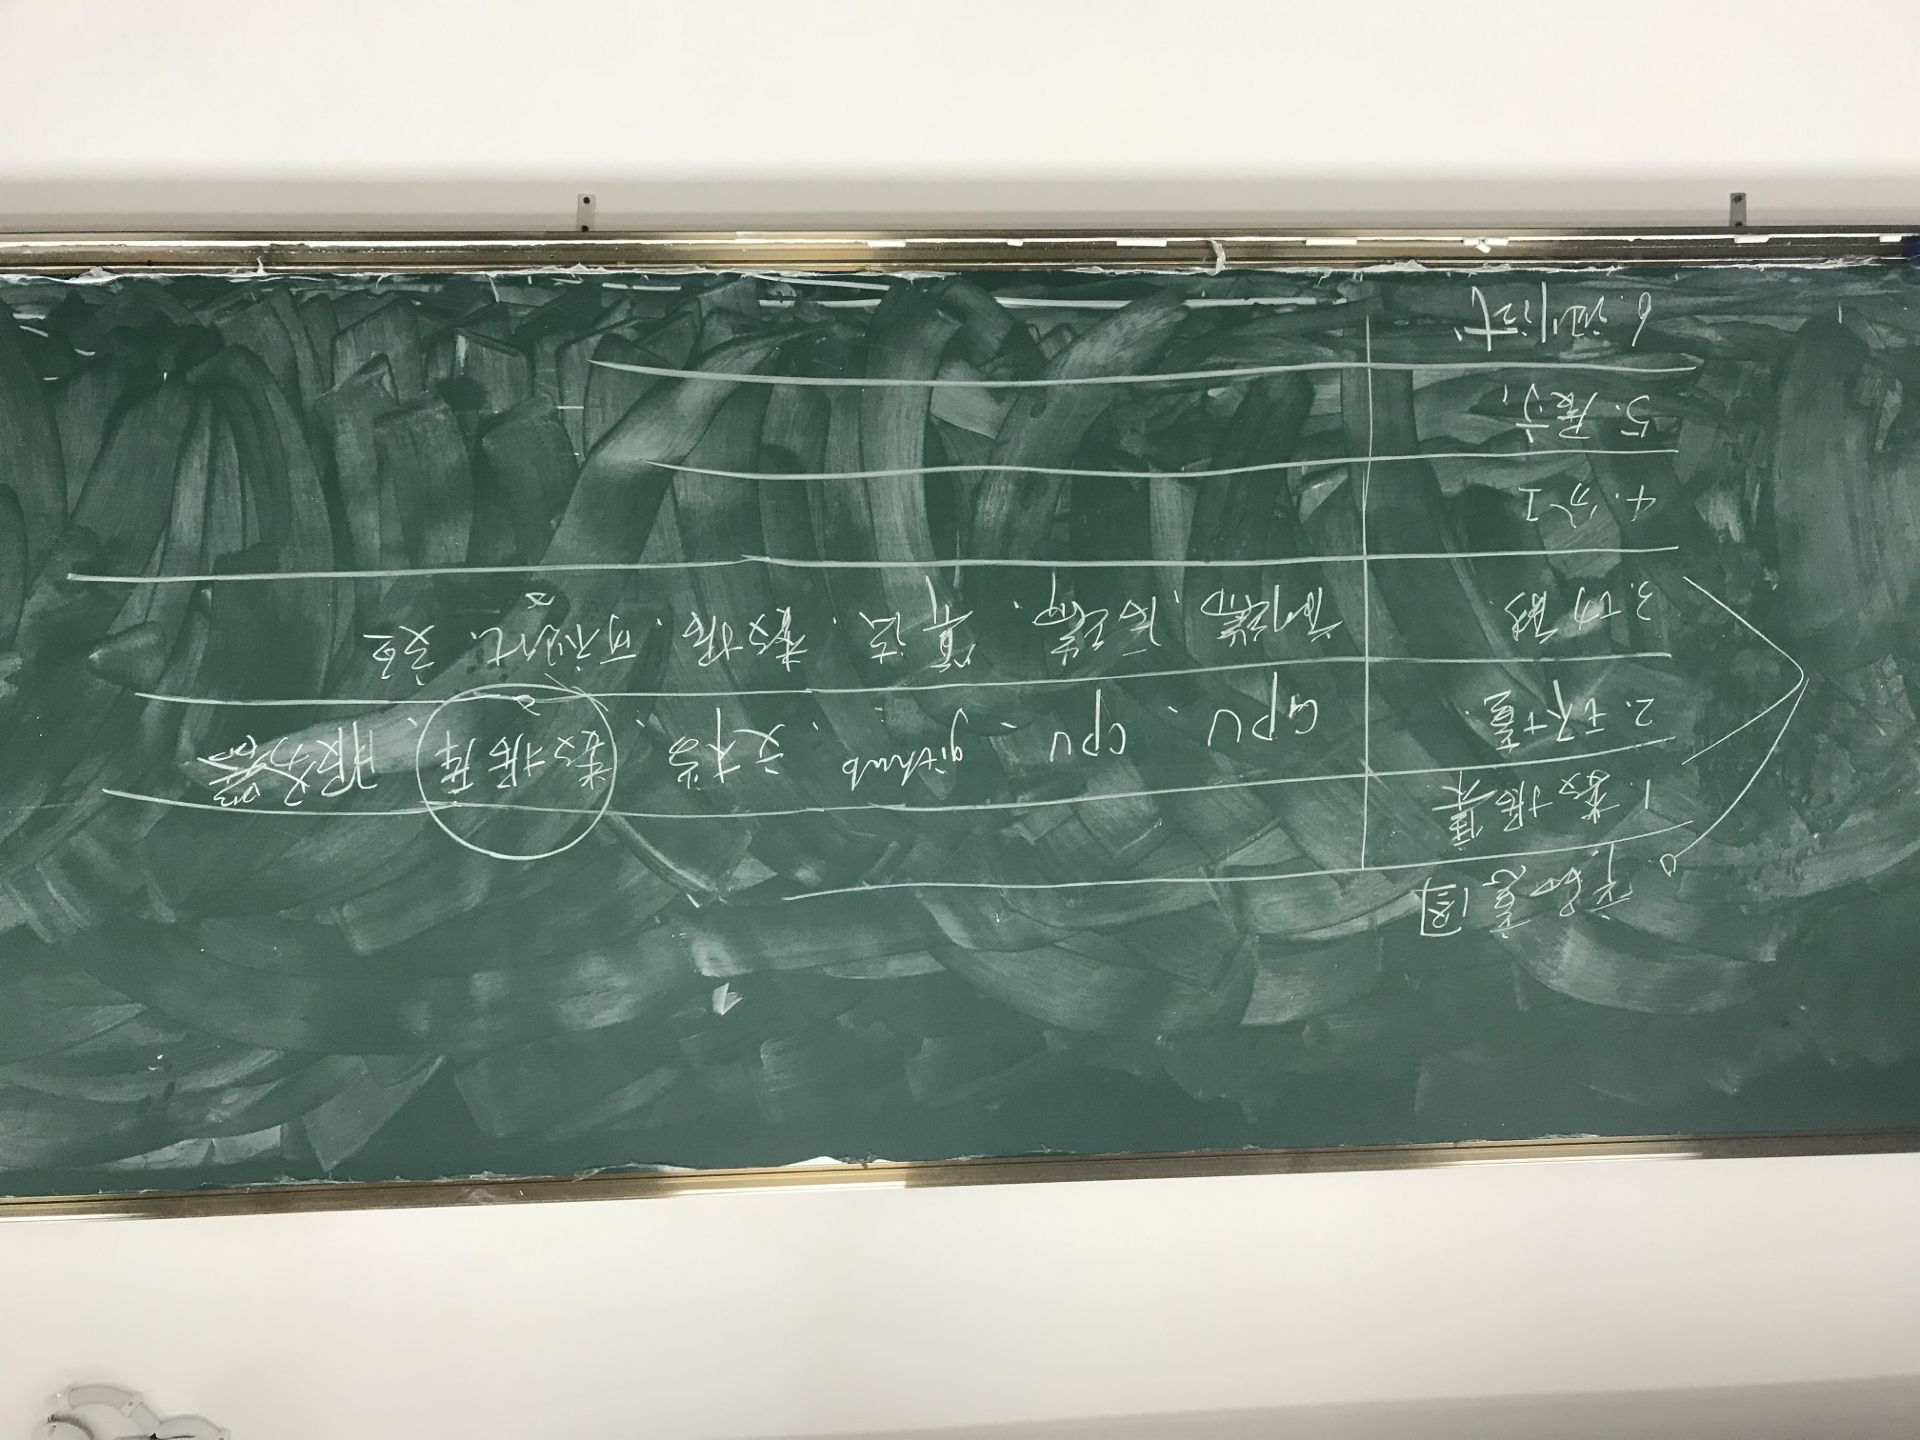 0. 产品意图
1. 数据集
2. 环境. GPU、CPU、github、文档、数据库、服务器
3. 功能. 前端、后端、算法、数据、可视化、交互
4. 分工
5. 展示
6. 测试